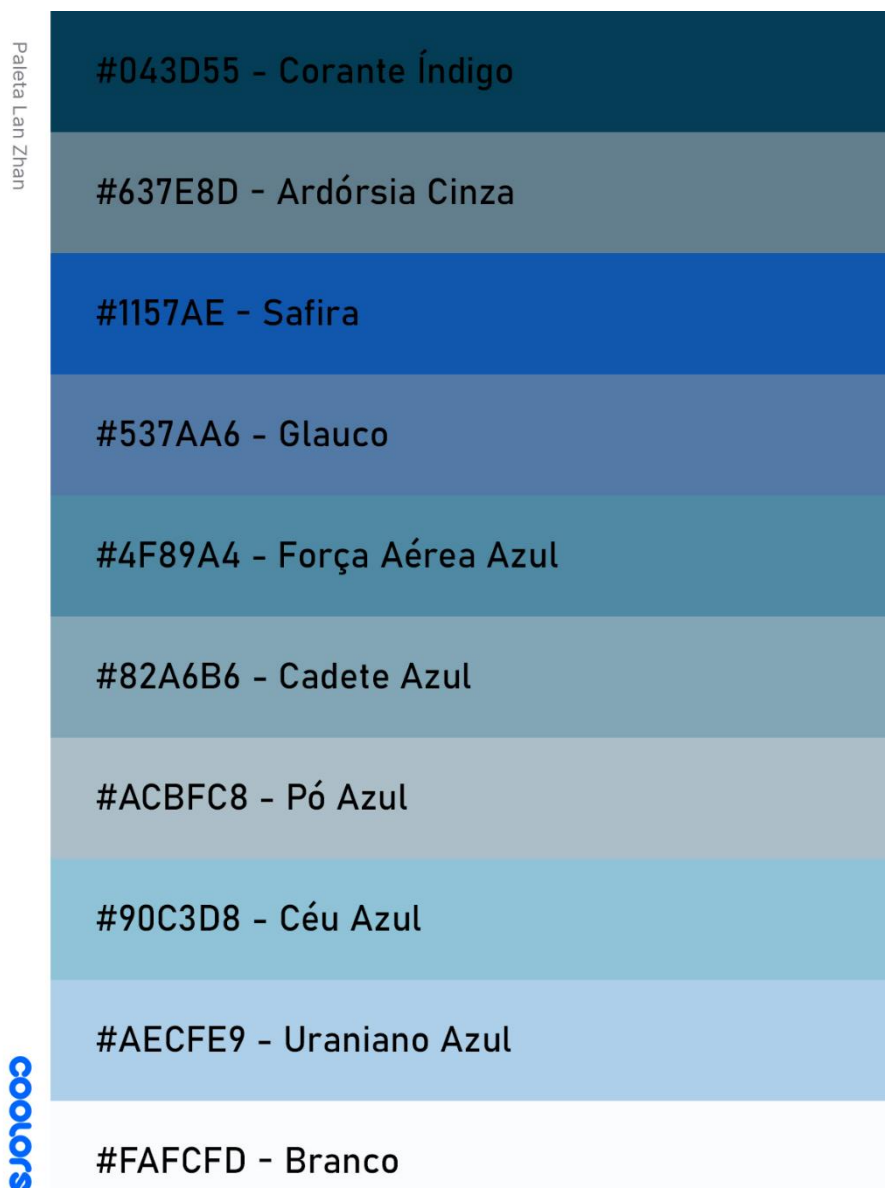 Paleta Lan Zhan
#043D55 - Corante Índigo
#637E8D - Ardórsia Cinza
#1157AE - Safira
#537AA6 - Glauco
#4F89A4 - Força Aérea Azul
#82A6B6 - Cadete Azul
#ACBFC8 - Pó Azul
#90C3D8 - Céu Azul
#AECFE9 - Uraniano Azul
#FAFCFD - Branco
coolors